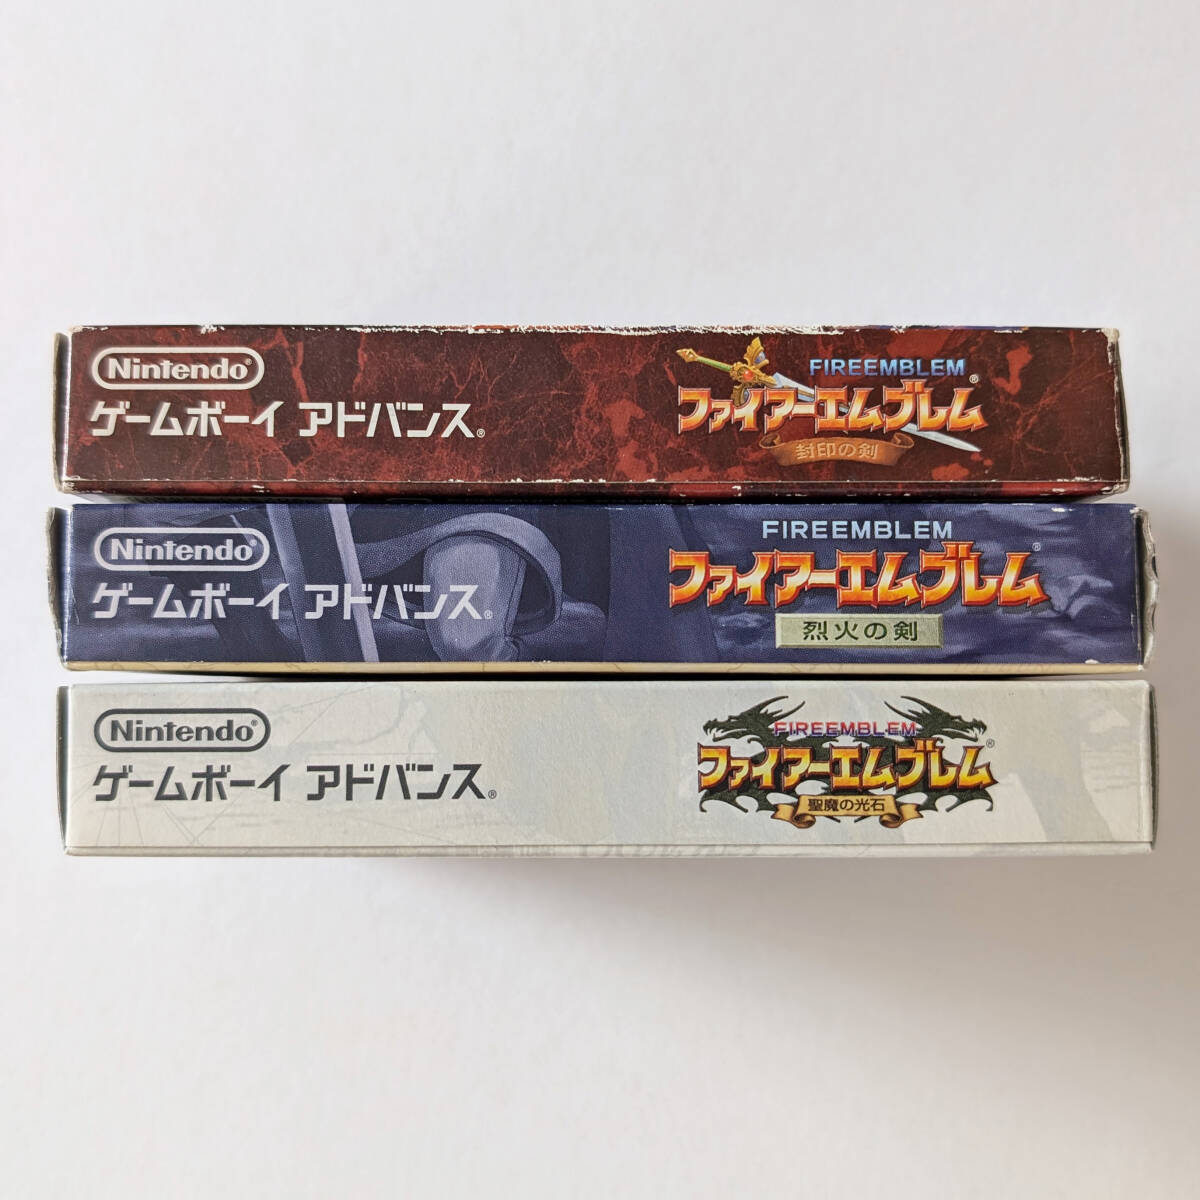 Nintendo®
ゲームボーイ アドバンス®
FIREEMBLEM
ファイアーエムブレム®
封印の剣
Nintendo®
ゲームボーイ アドバンス®
FIREEMBLEM
ファイアーエムブレム®
烈火の剣
Nintendo®
ゲームボーイ アドバンス®
FIREEMBLEM
ファイアーエムブレム®
聖魔の光石